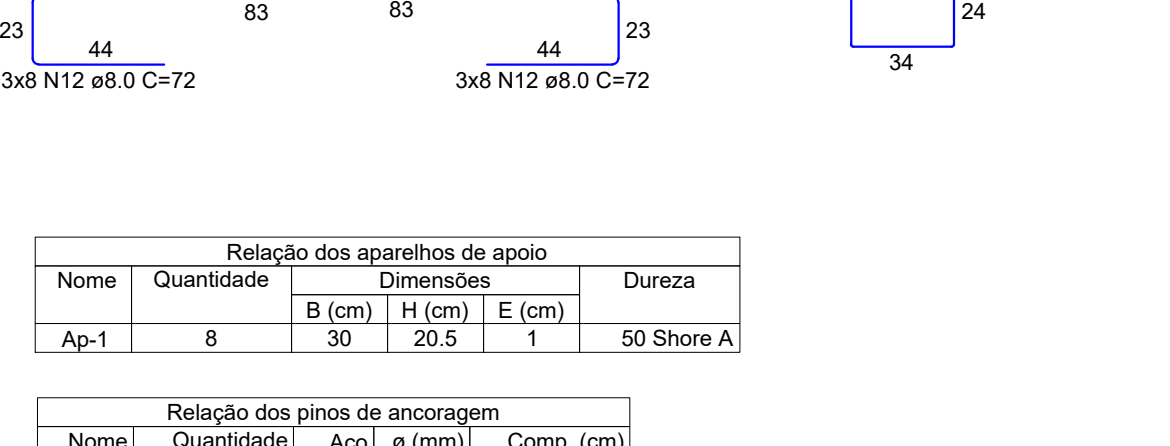 83 83 24
23 23
44 44
34
3x8 N12 ø8.0 C=72 3x8 N12 ø8.0 C=72
Relação dos aparelhos de apoio
Nome Quantidade Dimensões Dureza
B (cm) H (cm) E (cm)
Ap-1 8 30 20.5 1 50 Shore A
Relação dos pinos de ancoragem
Nome Quantidade Aço ø (mm) Comp. (cm)